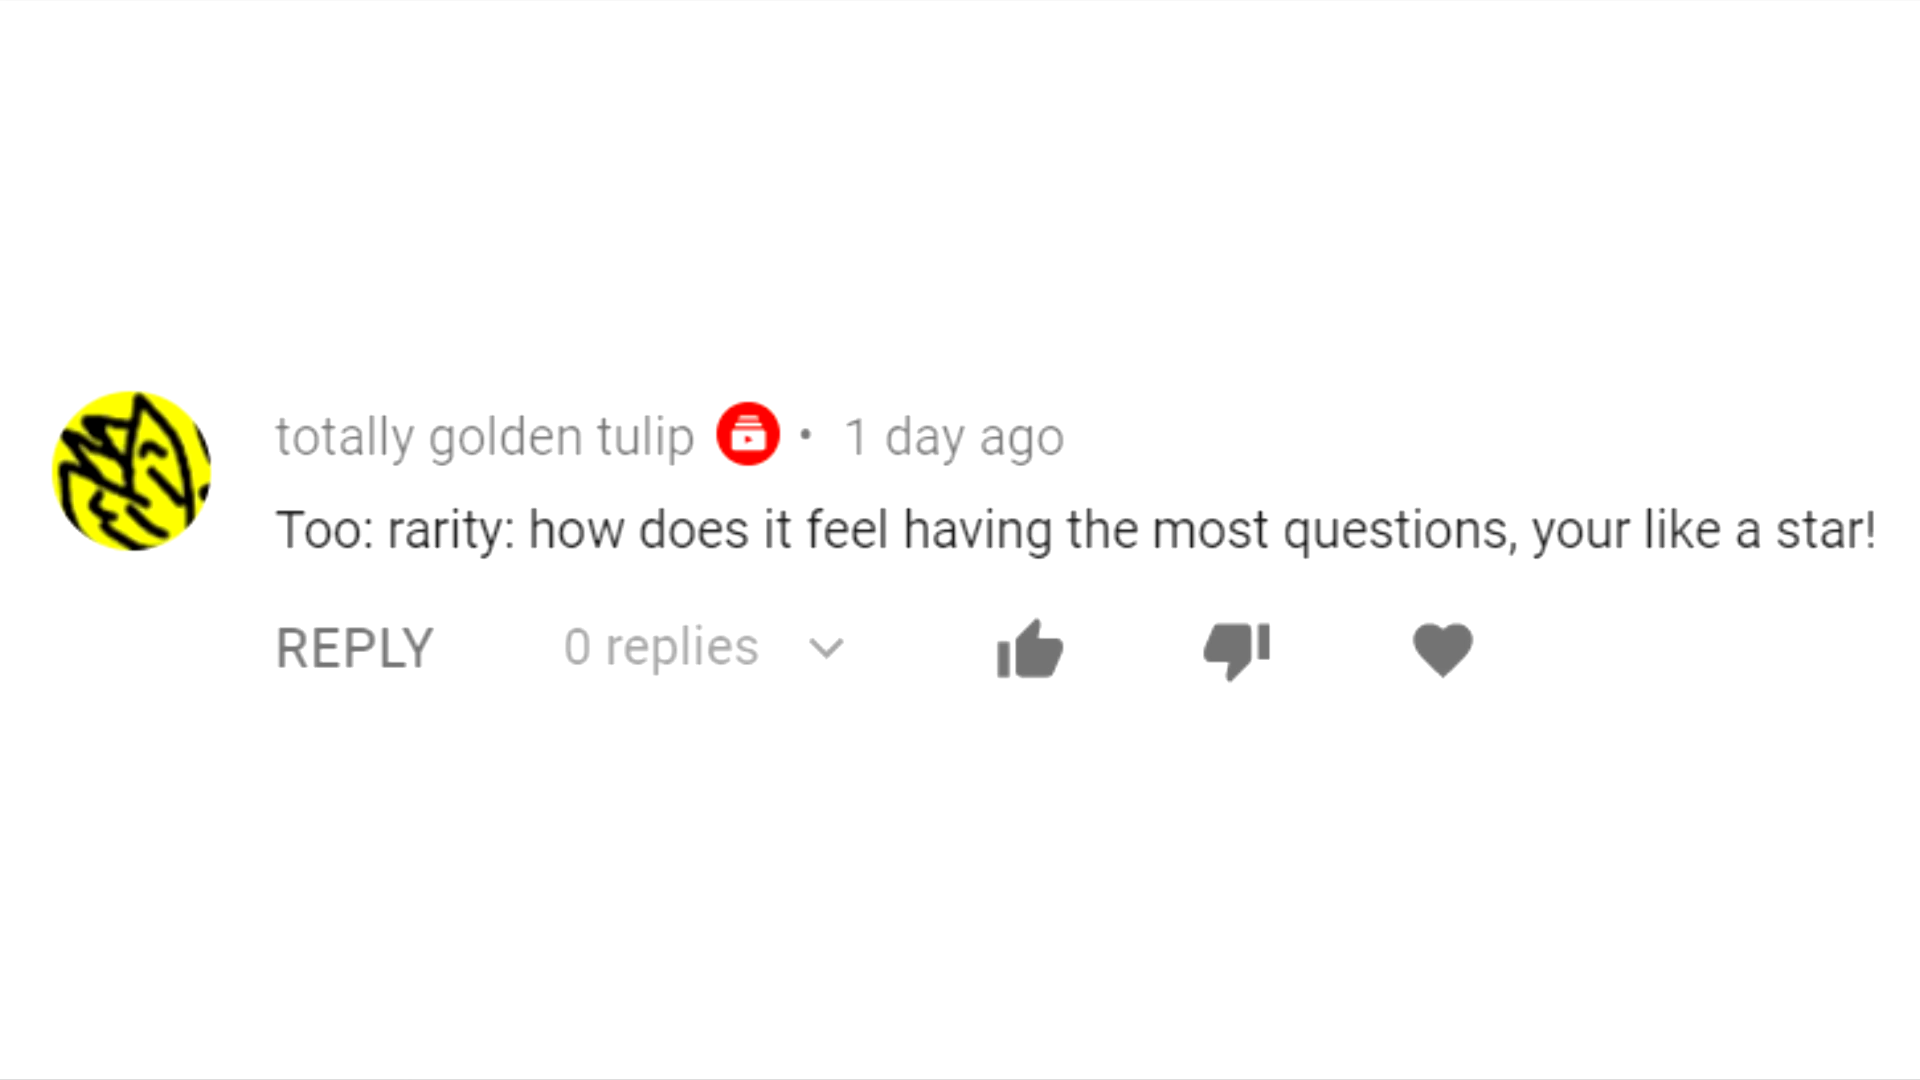 totally golden tulip • 1 day ago
Too: rarity: how does it feel having the most questions, your like a star!
REPLY 0 replies